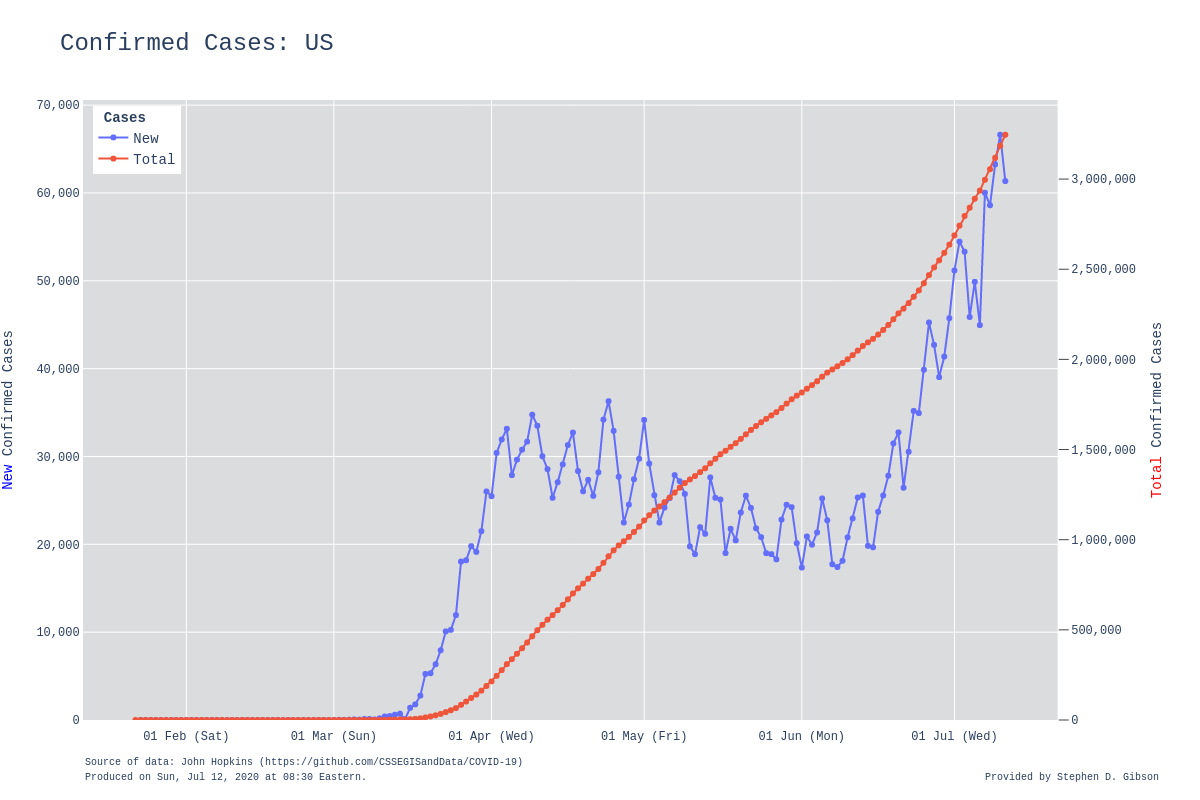 Confirmed Cases: US
Cases
New
Total
70,000
60,000
50,000
40,000
30,000
20,000
10,000
0
New Confirmed Cases
3,000,000
2,500,000
2,000,000
1,500,000
1,000,000
500,000
0
Total Confirmed Cases
01 Feb (Sat)
01 Mar (Sun)
01 Apr (Wed)
01 May (Fri)
01 Jun (Mon)
01 Jul (Wed)
Source of data: John Hopkins (https://github.com/CSSEGISandData/COVID-19)
Produced on Sun, Jul 12, 2020 at 08:30 Eastern.
Provided by Stephen D. Gibson